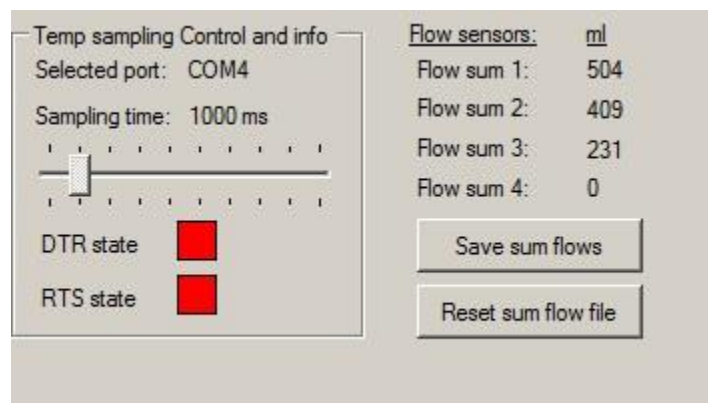 Temp sampling Control and info
Selected port: COM4
Sampling time: 1000 ms
DTR state
RTS state
Flow sensors: ml
Flow sum 1: 504
Flow sum 2: 409
Flow sum 3: 231
Flow sum 4: 0
Save sum flows
Reset sum flow file